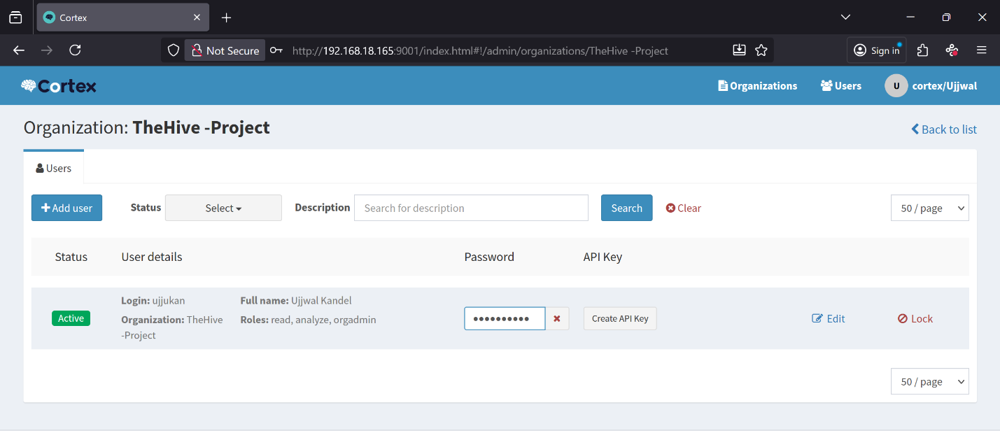 Cortex
Not Secure http://192.168.18.165:9001/index.html#!/admin/organizations/TheHive -Project Sign in
Cortex Organizations Users U cortex/Ujjwal
Organization: TheHive -Project Back to list
Users
Add user Status Select Description Search for description Search Clear 50 / page
Status User details Password API Key
Login: ujjukan Full name: Ujjwal Kandel
Active Organization: TheHive -Project Roles: read, analyze, orgadmin •••••••••• Create API Key Edit Lock
50 / page